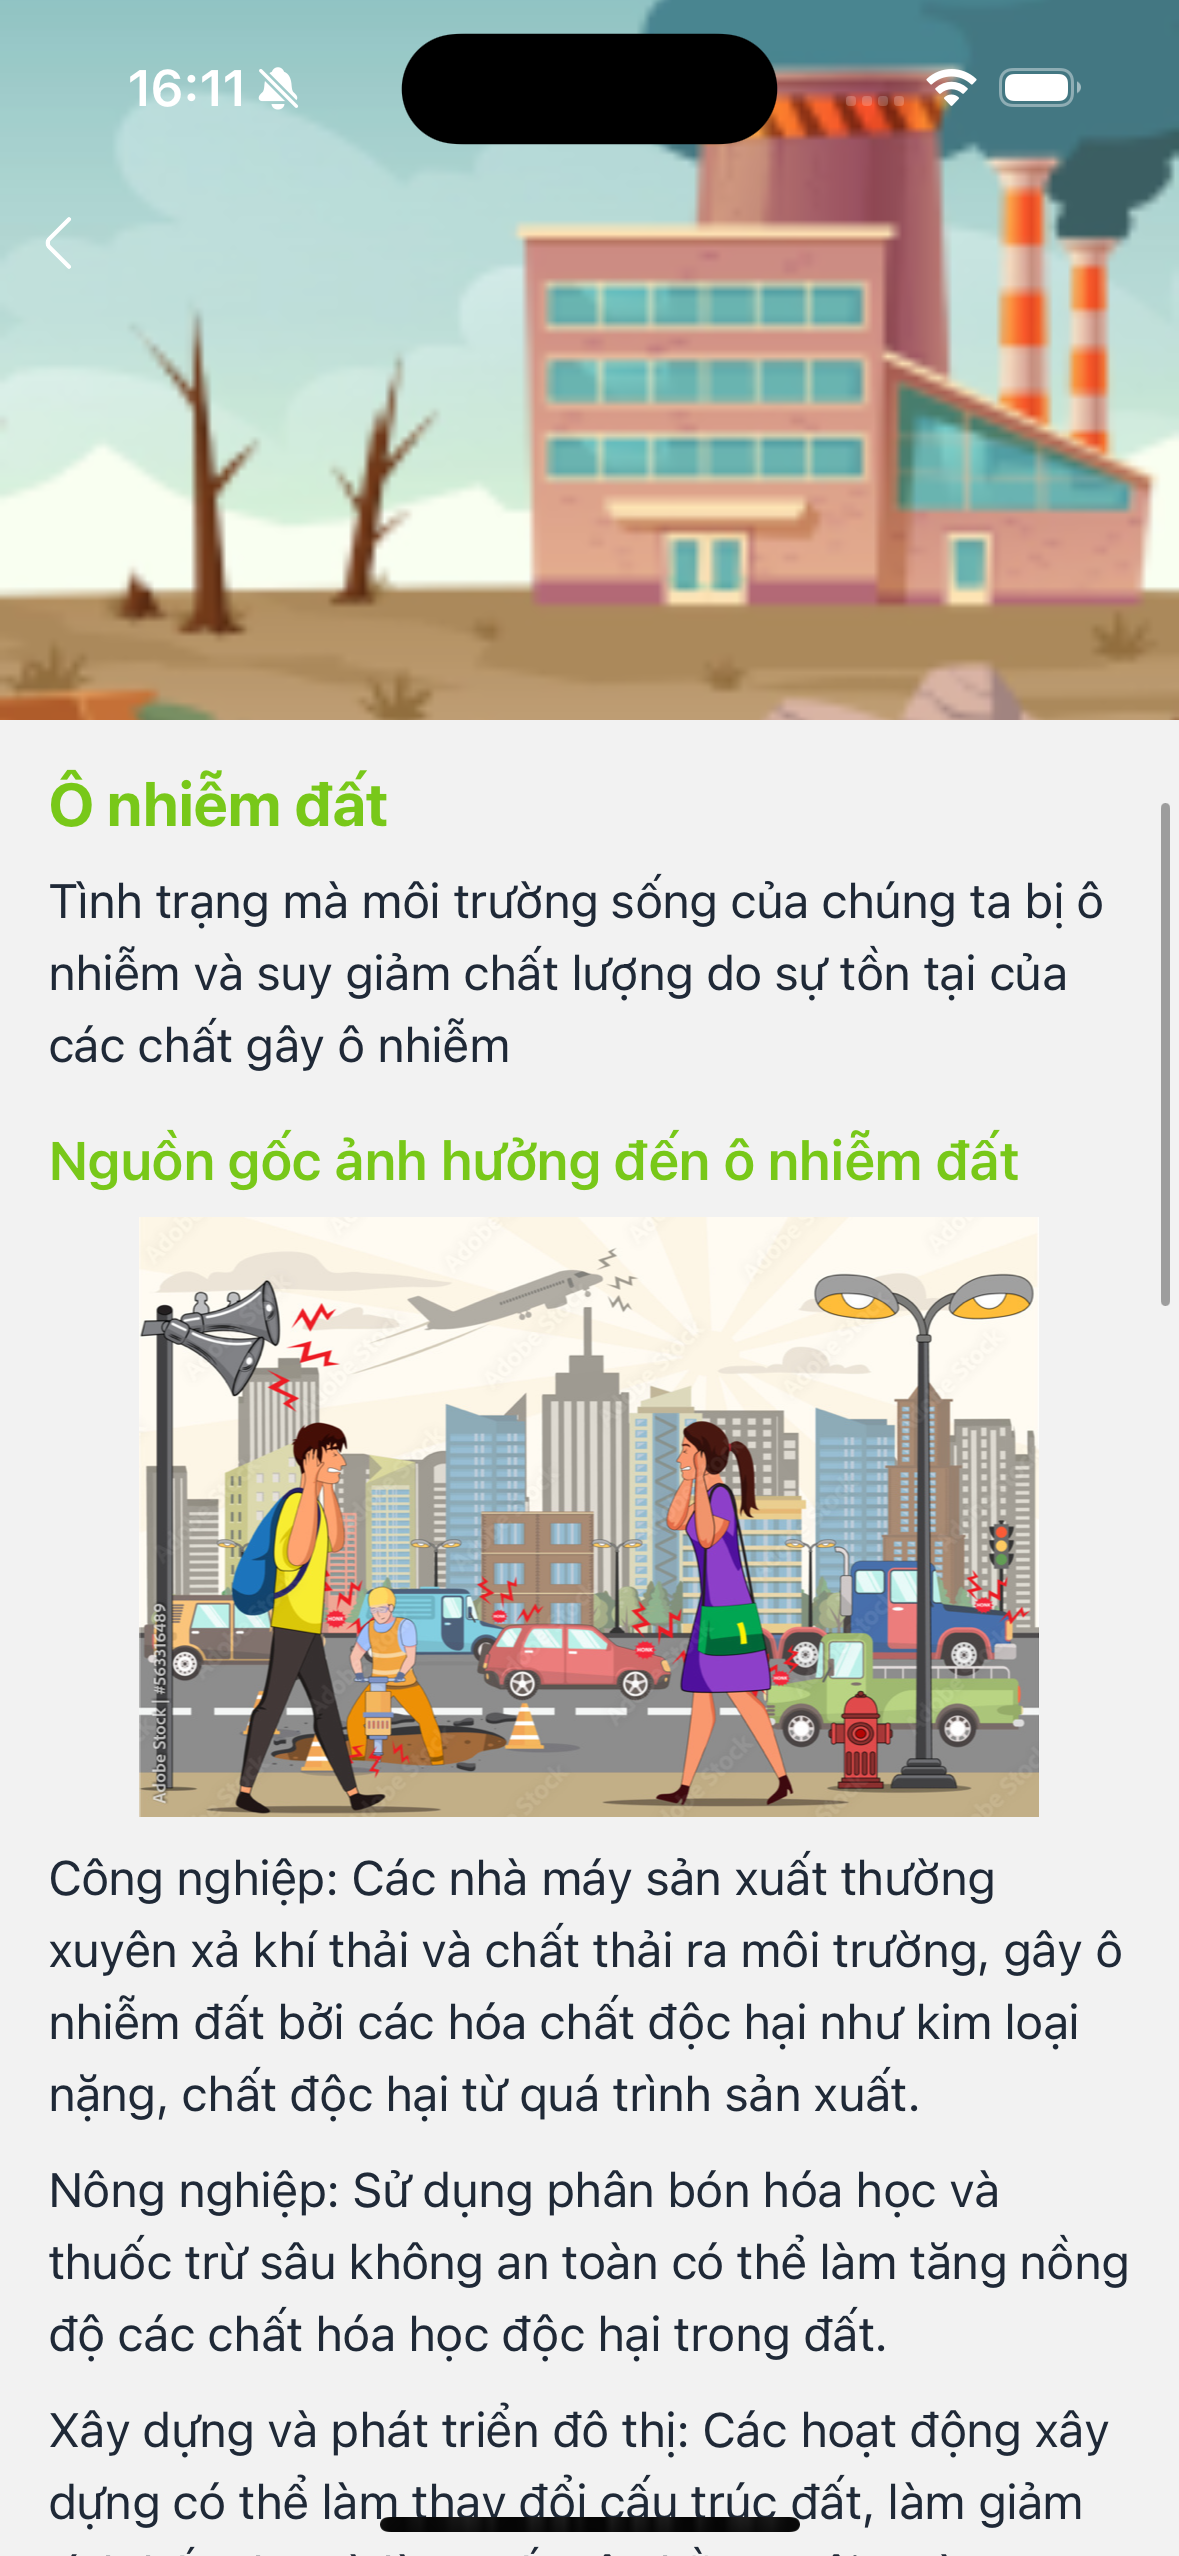 16:11
Ô nhiễm đất
Tình trạng mà môi trường sống của chúng ta bị ô
nhiễm và suy giảm chất lượng do sự tồn tại của
các chất gây ô nhiễm
Nguồn gốc ảnh hưởng đến ô nhiễm đất
Adobe Stock | #563316489
Công nghiệp: Các nhà máy sản xuất thường
xuyên xả khí thải và chất thải ra môi trường, gây ô
nhiễm đất bởi các hóa chất độc hại như kim loại
nặng, chất độc hại từ quá trình sản xuất.
Nông nghiệp: Sử dụng phân bón hóa học và
thuốc trừ sâu không an toàn có thể làm tăng nồng
độ các chất hóa học độc hại trong đất.
Xây dựng và phát triển đô thị: Các hoạt động xây
dựng có thể làm thay đổi cấu trúc đất, làm giảm